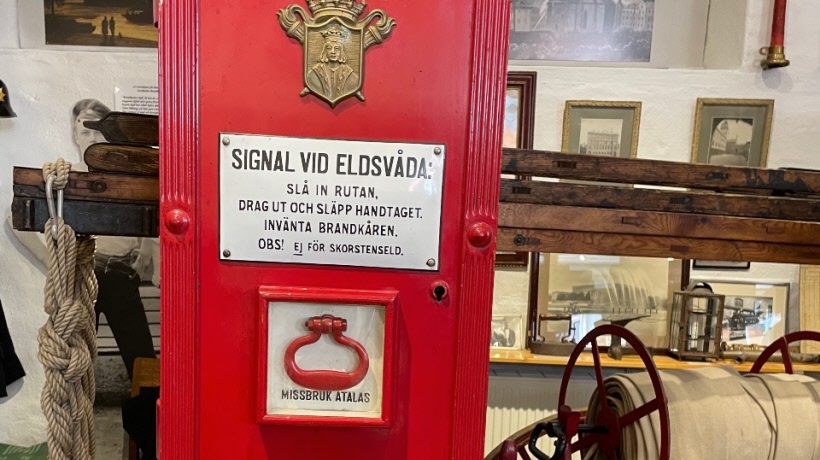 SIGNAL VID ELDSVÅDA:
SLÅ IN RUTAN,
DRAG UT OCH SLÄPP HANDTAGET.
INVÄNTA BRANDKÅREN.
OBS! EJ FÖR SKORSTENSELD.
MISSBRUK ÅTALAS